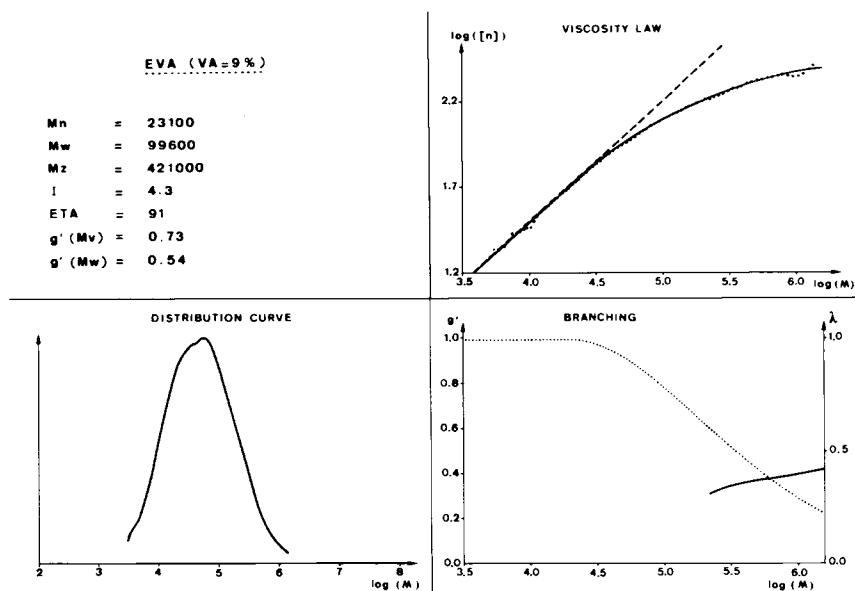 EVA (VA=9%)
Mn = 23100
Mw = 99600
Mz = 421000
I = 4.3
ETA = 91
g'(Mv) = 0.73
g'(Mw) = 0.54
VISCOSITY LAW
log([n])
2.2
1.7
1.2
3.5 4.0 4.5 5.0 5.5 6.0
log(M)
DISTRIBUTION CURVE
2 3 4 5 6 7 8
log (M)
BRANCHING
g'
λ
1.0
0.8
0.6
0.4
0.2
0.0
1.0
0.5
0.0
3.5 4.0 4.5 5.0 5.5 6.0
log (M)